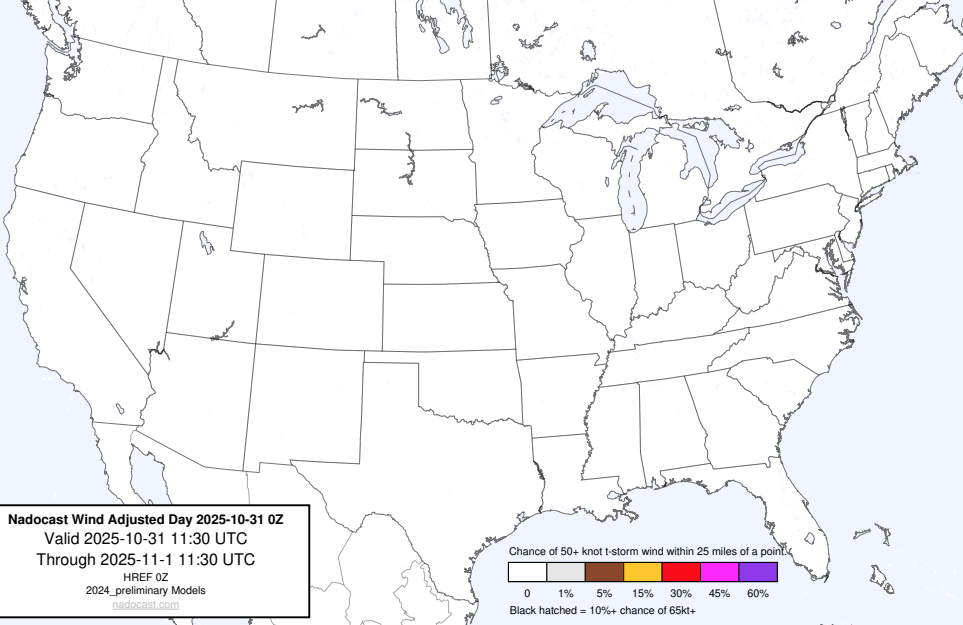 Nadocast Wind Adjusted Day 2025-10-31 0Z
Valid 2025-10-31 11:30 UTC
Through 2025-11-1 11:30 UTC
HREF 0Z
2024_preliminary Models
nadocast.com
Chance of 50+ knot t-storm wind within 25 miles of a point.
0 1% 5% 15% 30% 45% 60%
Black hatched = 10%+ chance of 65kt+